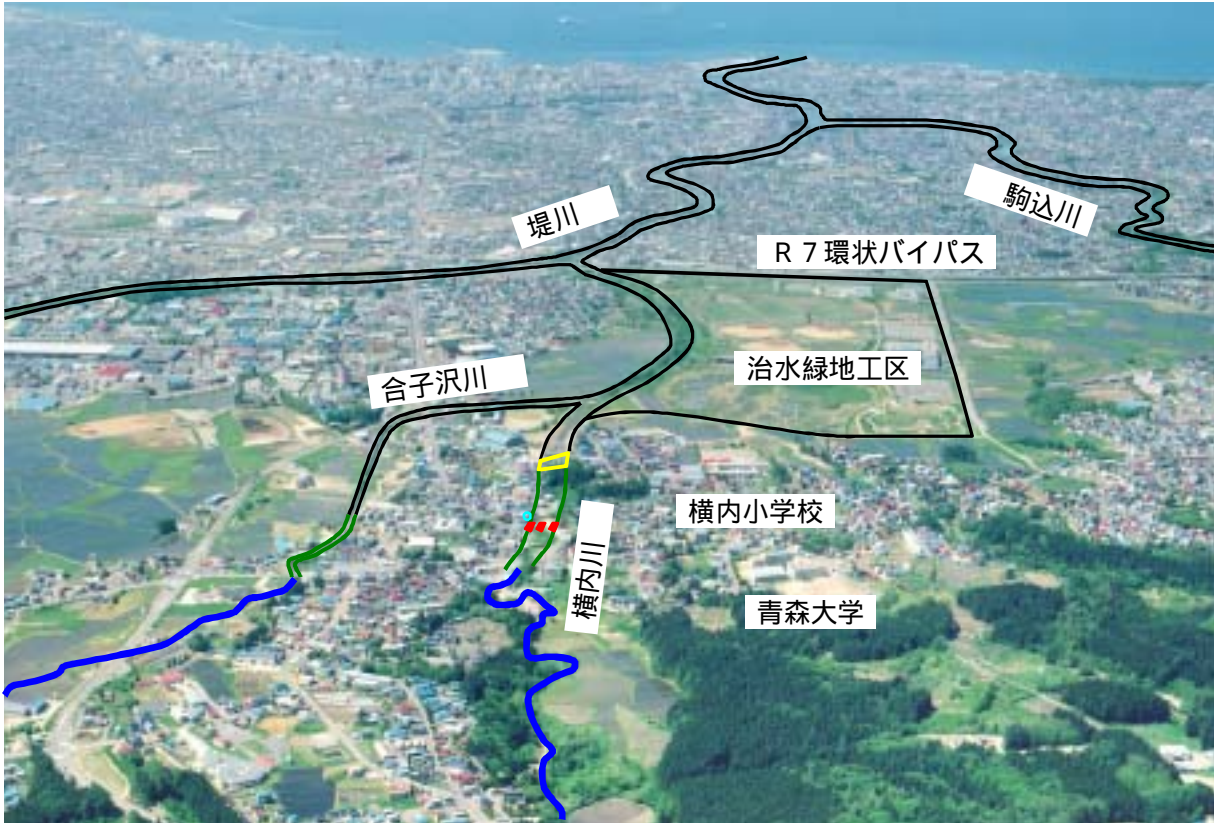 堤川
駒込川
R7環状バイパス
治水緑地工区
合子沢川
横内小学校
横内川
青森大学